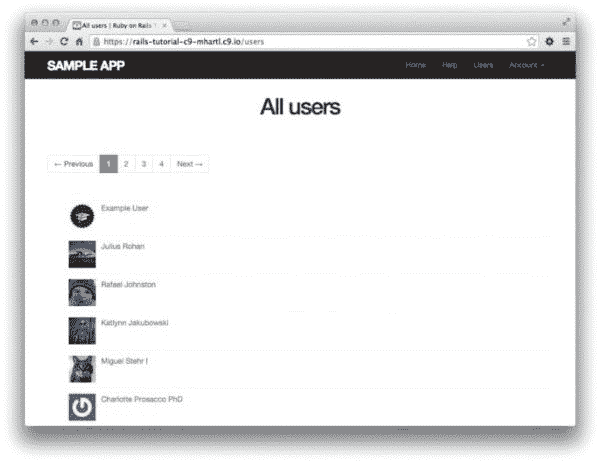 All users | Ruby on Rails T
https://rails-tutorial-c9-mhartl.c9.io/users
SAMPLE APP
Home Help Users Account
All users
← Previous 1 2 3 4 Next →
Example User
Julius Rohan
Rafael Johnston
Katlynn Jakubowski
Miguel Stehr I
Charlotte Prosacco PhD